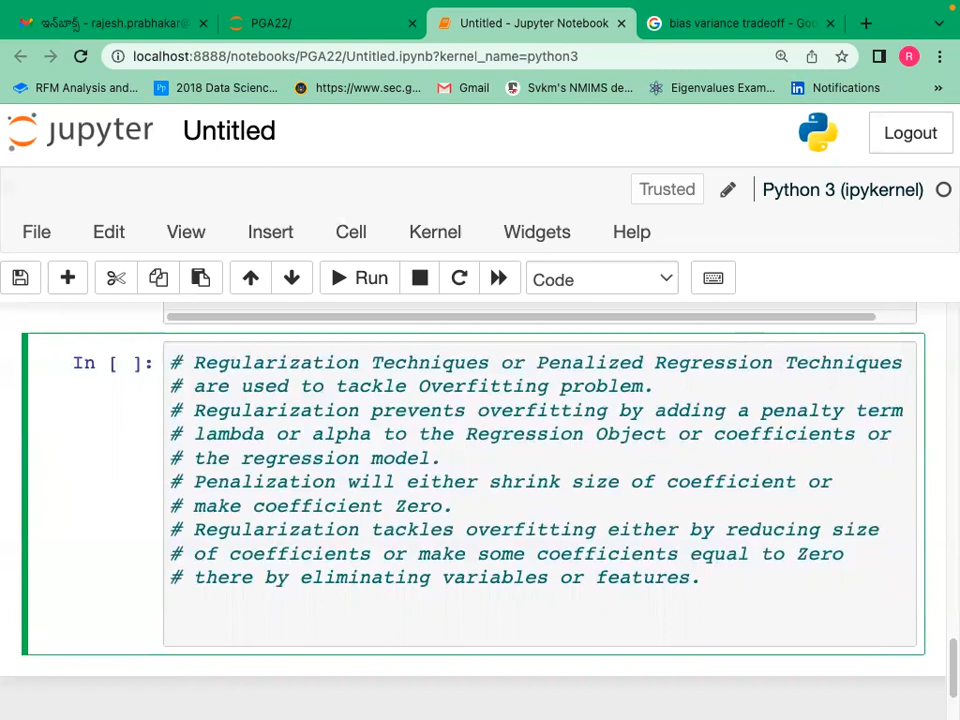 ఇన్‌బాక్స్ - rajesh.prabhakar@
PGA22/
Untitled - Jupyter Notebook
bias variance tradeoff - Goo
localhost:8888/notebooks/PGA22/Untitled.ipynb?kernel_name=python3
R
RFM Analysis and...
2018 Data Scienc...
https://www.sec.g...
Gmail
Svkm's NMIMS de...
Eigenvalues Exam...
Notifications
»
jupyter
Untitled
Logout
Trusted
Python 3 (ipykernel)
File
Edit
View
Insert
Cell
Kernel
Widgets
Help
Run
Code
In [ ]:
# Regularization Techniques or Penalized Regression Techniques
# are used to tackle Overfitting problem.
# Regularization prevents overfitting by adding a penalty term
# lambda or alpha to the Regression Object or coefficients or
# the regression model.
# Penalization will either shrink size of coefficient or
# make coefficient Zero.
# Regularization tackles overfitting either by reducing size
# of coefficients or make some coefficients equal to Zero
# there by eliminating variables or features.